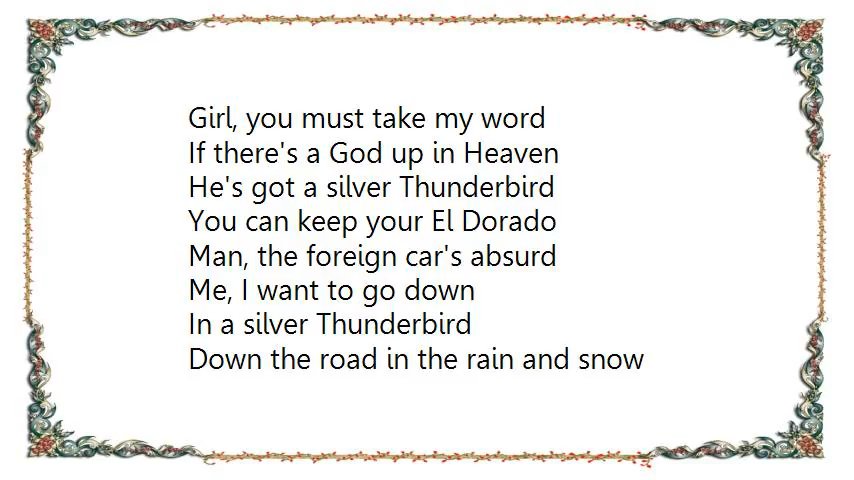 Girl, you must take my word
If there's a God up in Heaven
He's got a silver Thunderbird
You can keep your El Dorado
Man, the foreign car's absurd
Me, I want to go down
In a silver Thunderbird
Down the road in the rain and snow